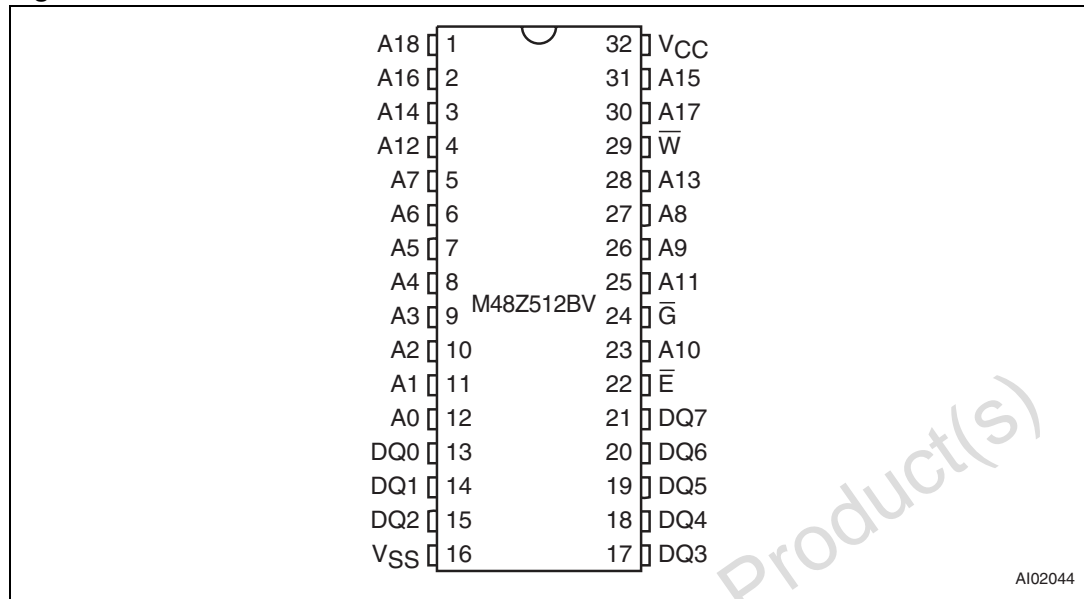 A18 1 32 VCC
A16 2 31 A15
A14 3 30 A17
A12 4 29 W̅
A7 5 28 A13
A6 6 27 A8
A5 7 26 A9
A4 8 25 A11
M48Z512BV
A3 9 24 G̅
A2 10 23 A10
A1 11 22 E̅
A0 12 21 DQ7
DQ0 13 20 DQ6
DQ1 14 19 DQ5
DQ2 15 18 DQ4
VSS 16 17 DQ3
Product(s)
AI02044